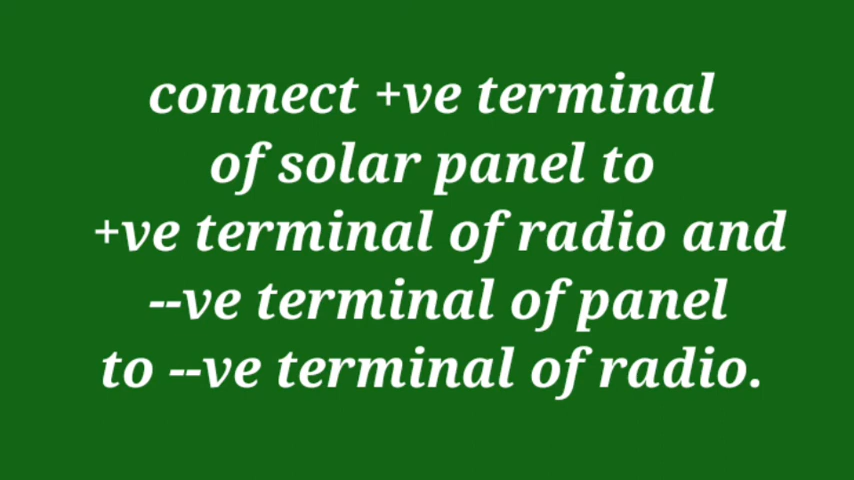 connect +ve terminal
of solar panel to
+ve terminal of radio and
--ve terminal of panel
to --ve terminal of radio.